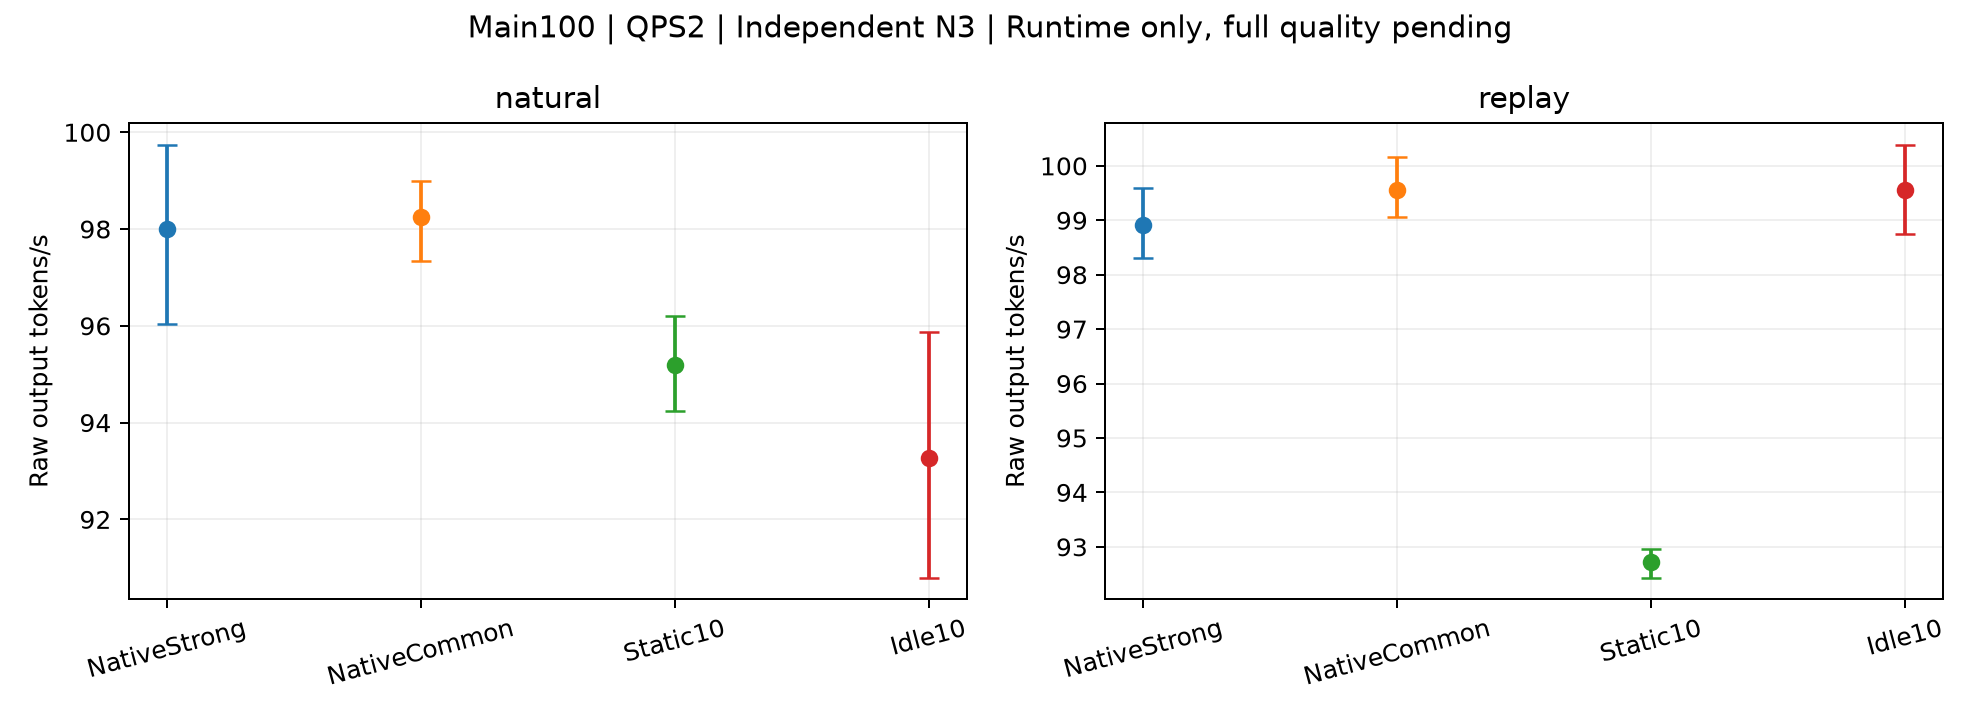 Main100 | QPS2 | Independent N3 | Runtime only, full quality pending
natural
Raw output tokens/s
100
98
96
94
92
NativeStrong
NativeCommon
Static10
Idle10
replay
Raw output tokens/s
100
99
98
97
96
95
94
93
NativeStrong
NativeCommon
Static10
Idle10